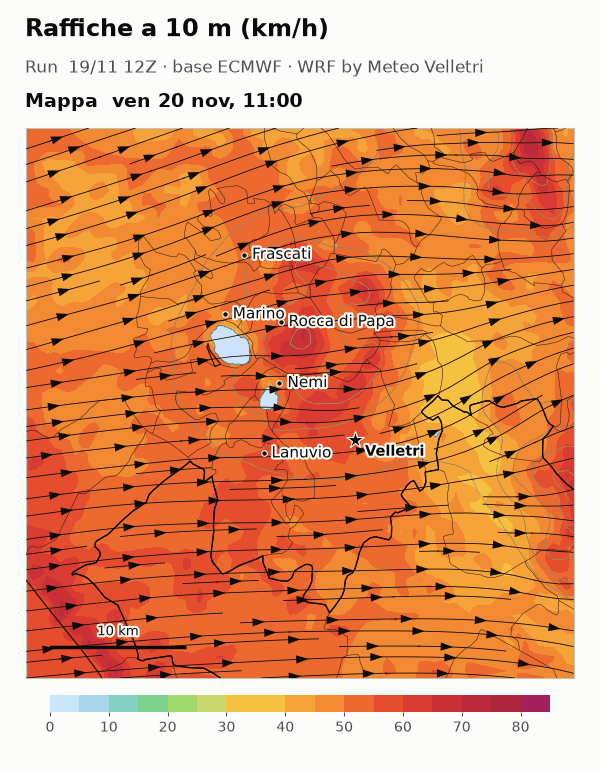 Raffiche a 10 m (km/h)
Run 19/11 12Z · base ECMWF · WRF by Meteo Velletri
Mappa ven 20 nov, 11:00
Frascati
Marino
Rocca di Papa
Nemi
Velletri
Lanuvio
10 km
0 10 20 30 40 50 60 70 80